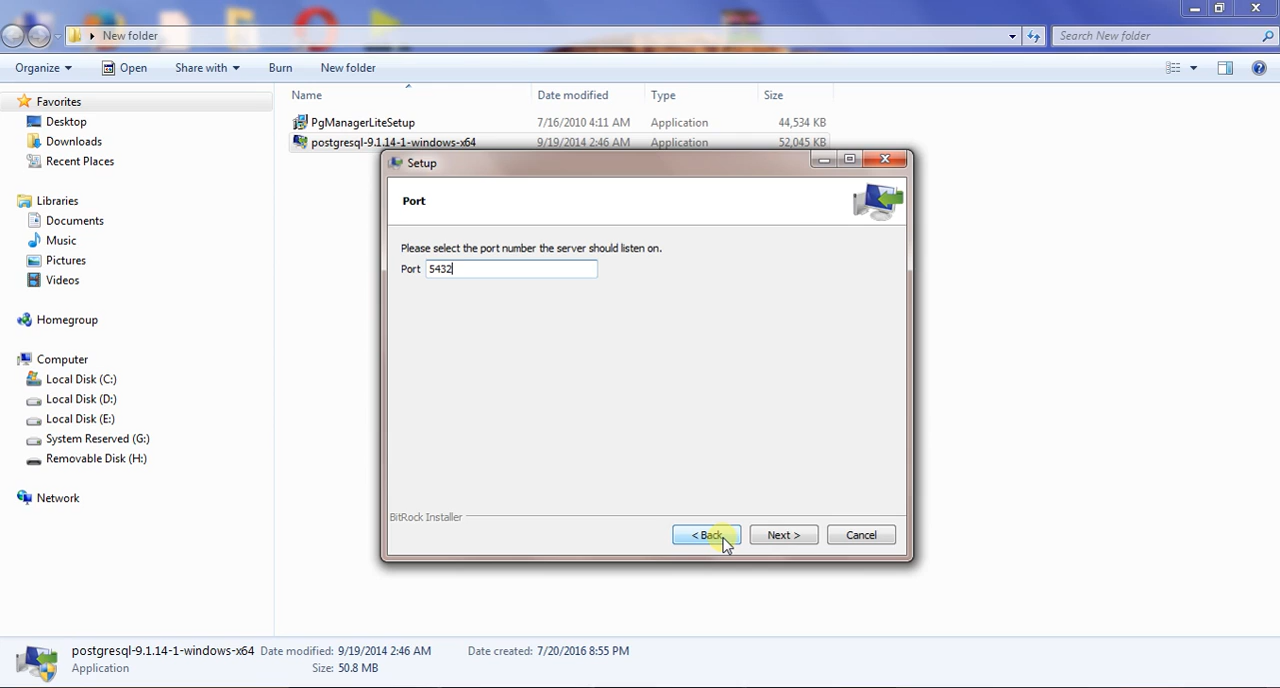 New folder
Search New folder
Organize
Open
Share with
Burn
New folder
Favorites
Desktop
Downloads
Recent Places
Libraries
Documents
Music
Pictures
Videos
Homegroup
Computer
Local Disk (C:)
Local Disk (D:)
Local Disk (E:)
System Reserved (G:)
Removable Disk (H:)
Network
Name Date modified Type Size
PgManagerLiteSetup 7/16/2010 4:11 AM Application 44,534 KB
postgresql-9.1.14-1-windows-x64 9/19/2014 2:46 AM Application 52,045 KB
Setup
Port
Please select the port number the server should listen on.
Port 5432
BitRock Installer
< Back Next > Cancel
postgresql-9.1.14-1-windows-x64 Date modified: 9/19/2014 2:46 AM Date created: 7/20/2016 8:55 PM
Application Size: 50.8 MB